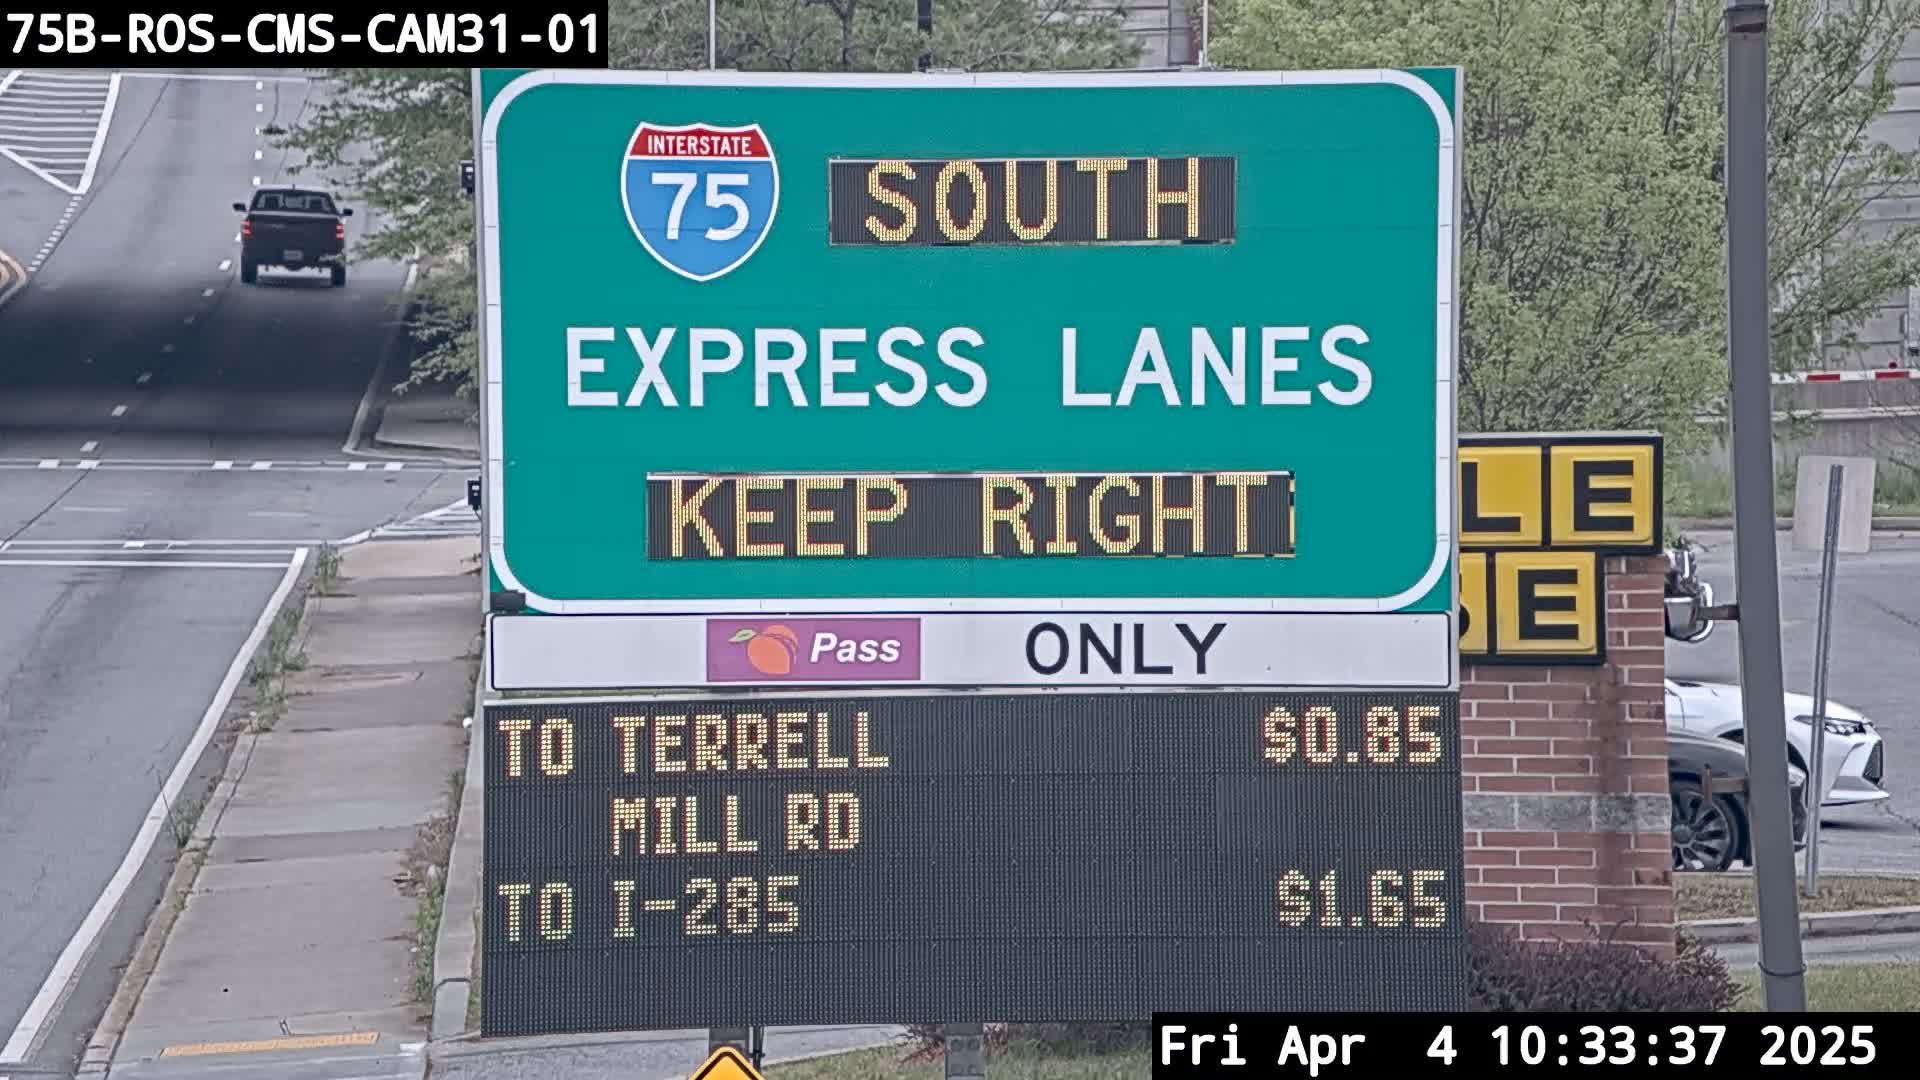 75B-ROS-CMS-CAM31-01
INTERSTATE
75
SOUTH
EXPRESS LANES
KEEP RIGHT
LE
E
Pass ONLY
TO TERRELL $0.85
MILL RD
TO I-285 $1.65
Fri Apr 4 10:33:37 2025